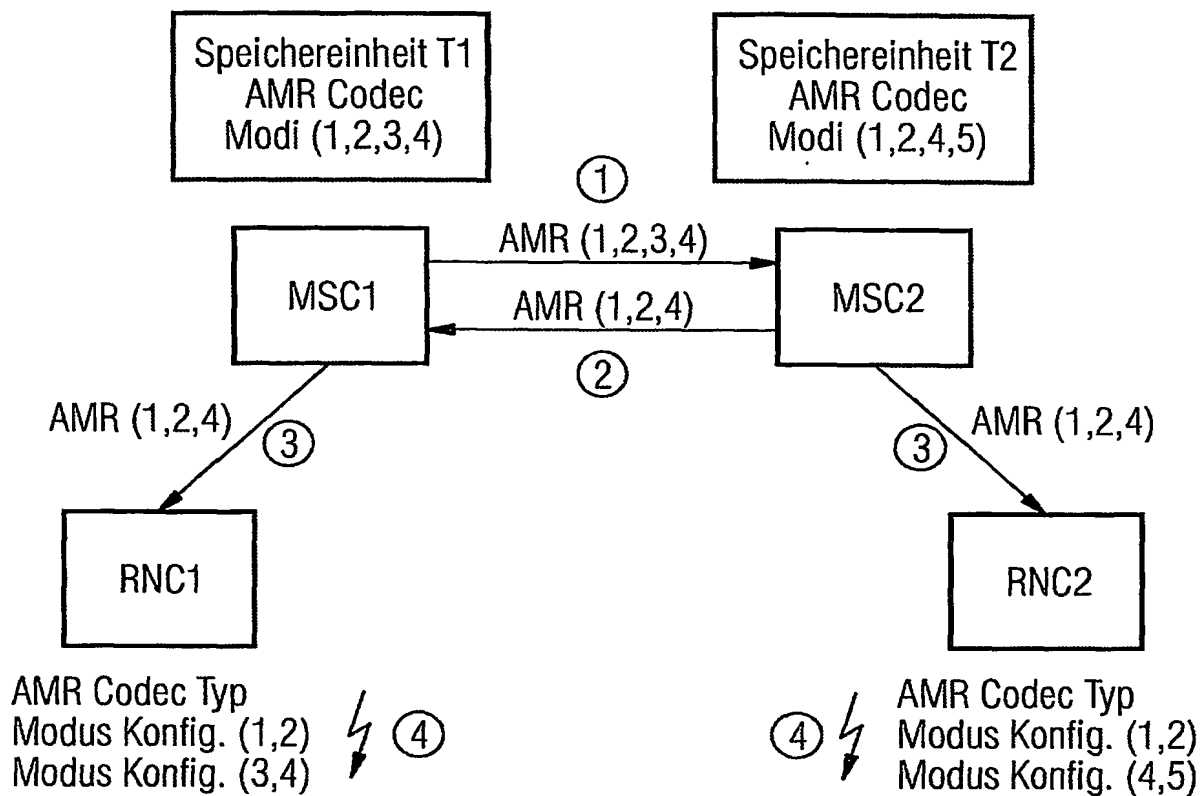 Speichereinheit T1
AMR Codec
Modi (1,2,3,4)
Speichereinheit T2
AMR Codec
Modi (1,2,4,5)
1
AMR (1,2,3,4)
MSC1
MSC2
AMR (1,2,4)
2
AMR (1,2,4)
3
AMR (1,2,4)
3
RNC1
RNC2
AMR Codec Typ
Modus Konfig. (1,2)
Modus Konfig. (3,4)
4
4
AMR Codec Typ
Modus Konfig. (1,2)
Modus Konfig. (4,5)